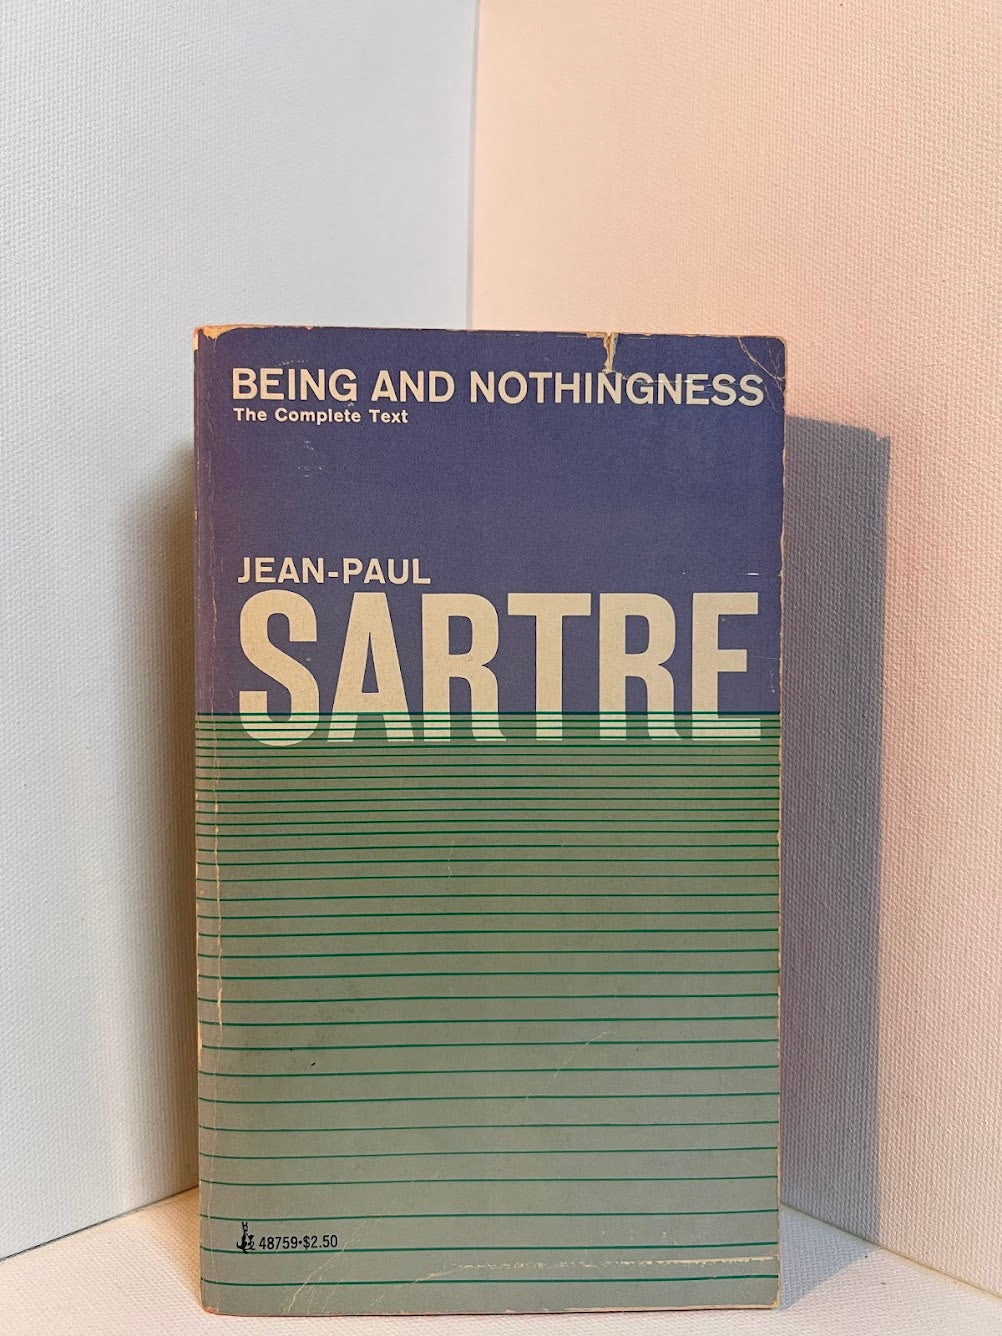 BEING AND NOTHINGNESS
The Complete Text
JEAN-PAUL
SARTRE
48759•$2.50